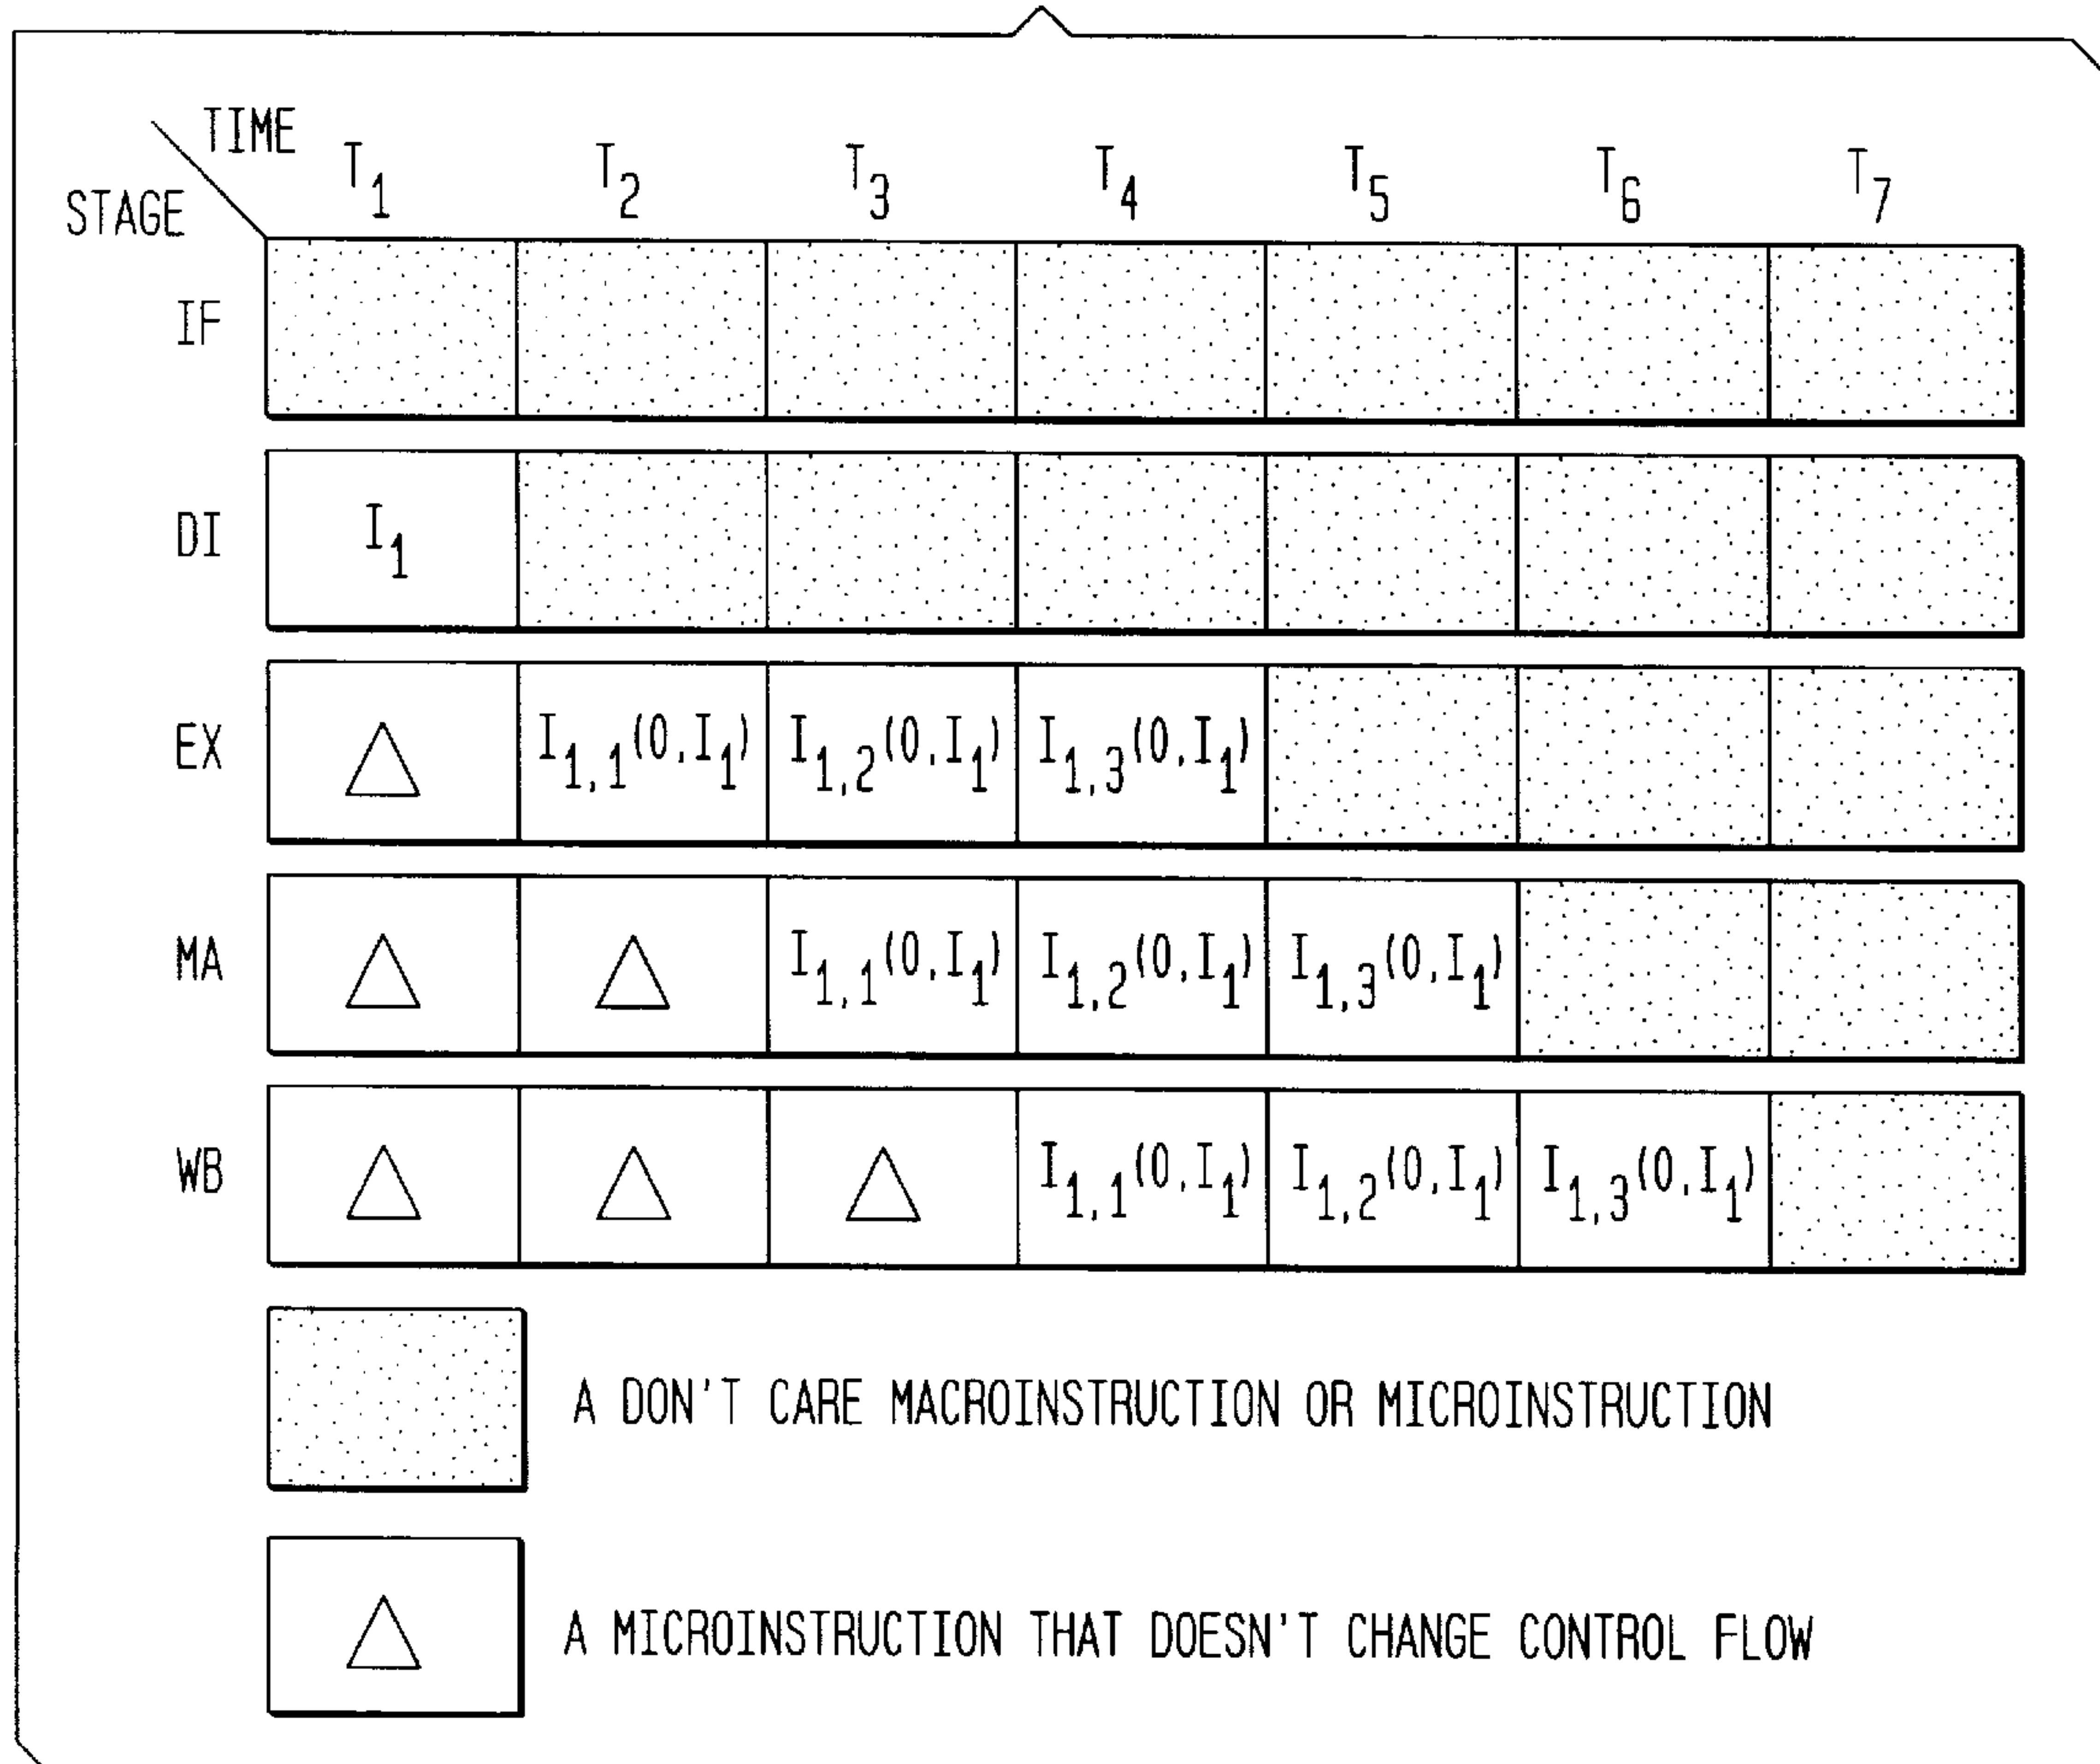 TIME
STAGE
T1 T2 T3 T4 T5 T6 T7
IF
DI I1
EX △ I1,1(0,I1) I1,2(0,I1) I1,3(0,I1)
MA △ △ I1,1(0,I1) I1,2(0,I1) I1,3(0,I1)
WB △ △ △ I1,1(0,I1) I1,2(0,I1) I1,3(0,I1)
A DON'T CARE MACROINSTRUCTION OR MICROINSTRUCTION
△ A MICROINSTRUCTION THAT DOESN'T CHANGE CONTROL FLOW